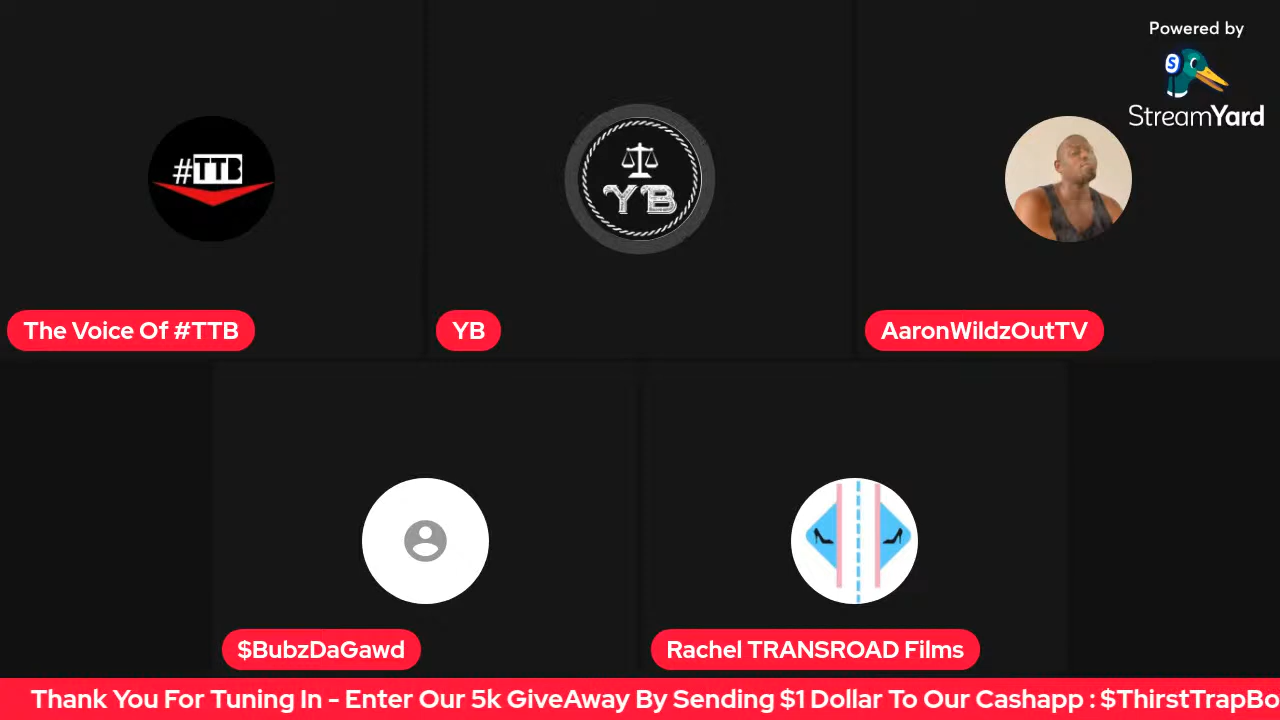 Powered by
StreamYard
#TTB
YB
The Voice Of #TTB
YB
AaronWildzOutTV
$BubzDaGawd
Rachel TRANSROAD Films
Thank You For Tuning In - Enter Our 5k GiveAway By Sending $1 Dollar To Our Cashapp : $ThirstTrapBo